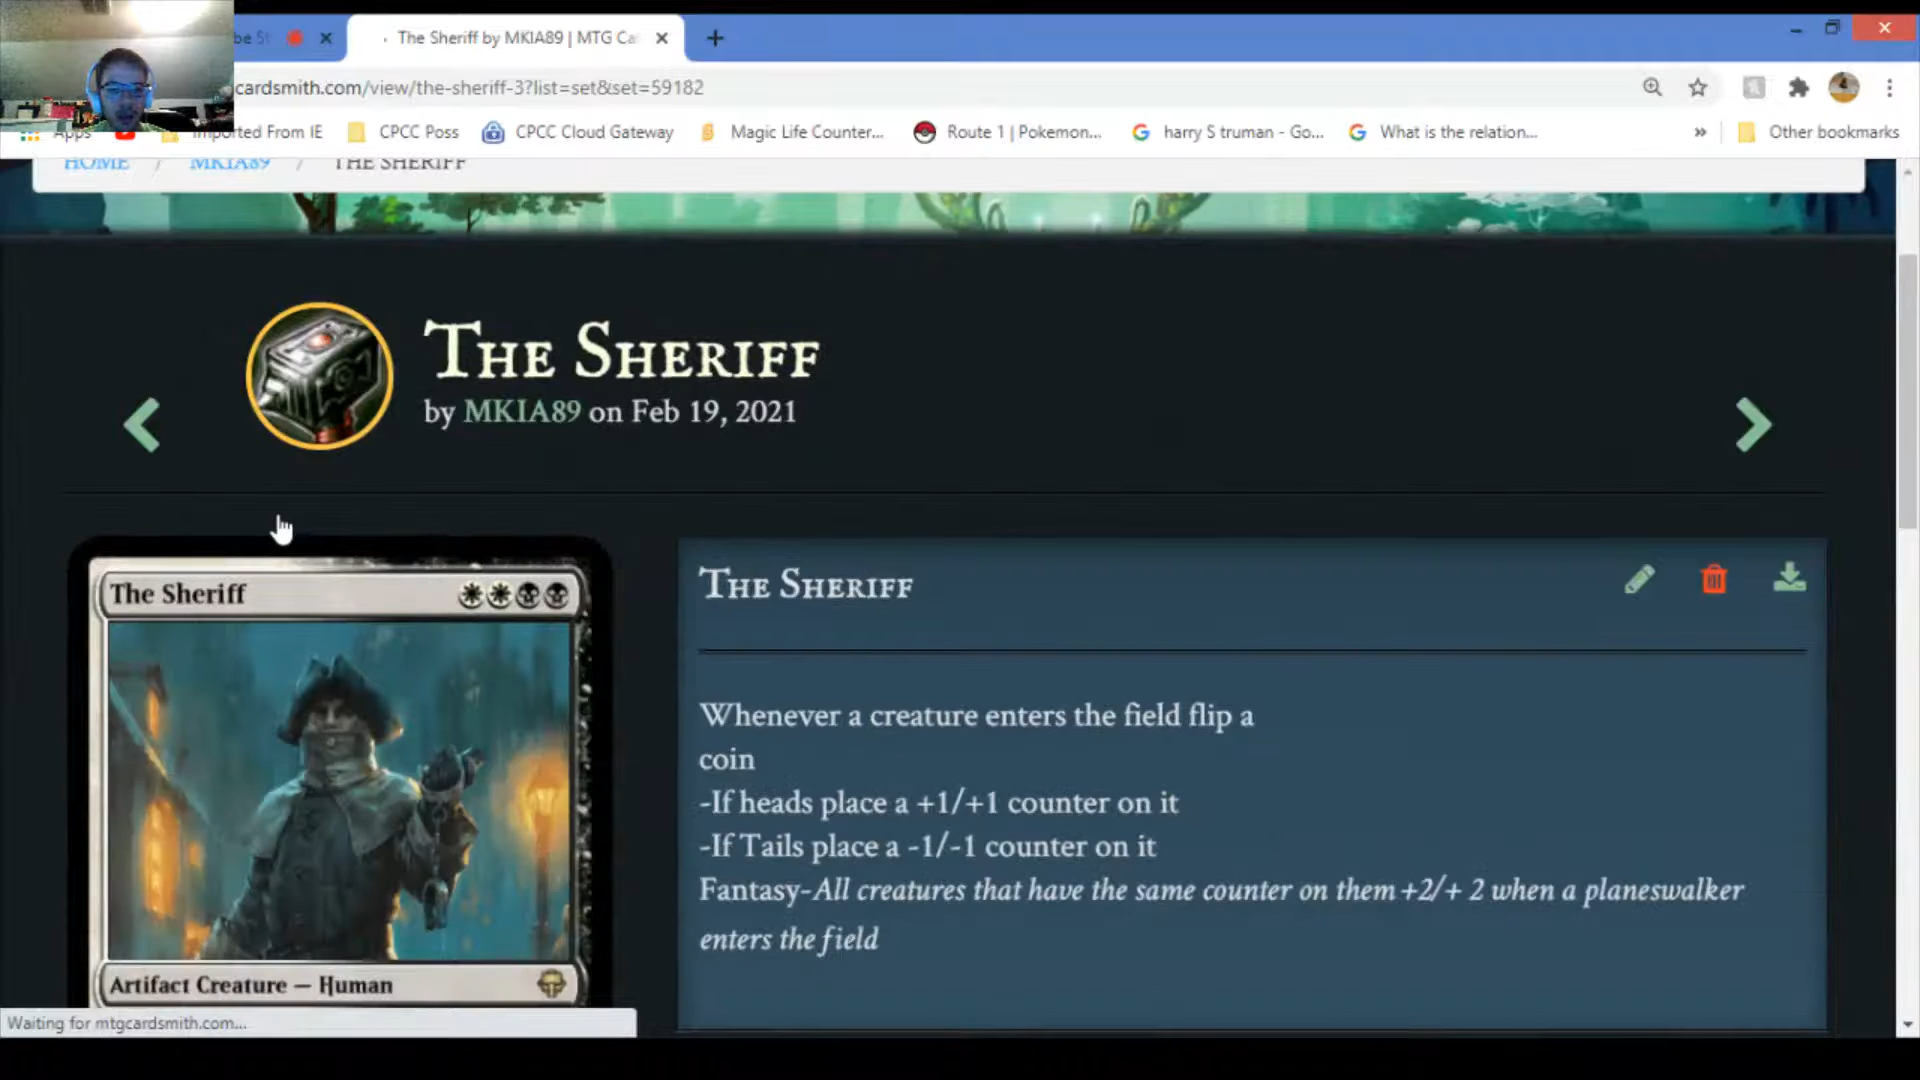 be St
The Sheriff by MKIA89 | MTG Ca
cardsmith.com/view/the-sheriff-3?list=set&set=59182
Apps Imported From IE CPCC Poss CPCC Cloud Gateway Magic Life Counter... Route 1 | Pokemon... harry S truman - Go... What is the relation... » Other bookmarks
HOME / MKIA89 / THE SHERIFF
The Sheriff
by MKIA89 on Feb 19, 2021
The Sheriff
Artifact Creature — Human
The Sheriff
Whenever a creature enters the field flip a
coin
-If heads place a +1/+1 counter on it
-If Tails place a -1/-1 counter on it
Fantasy-All creatures that have the same counter on them +2/+ 2 when a planeswalker
enters the field
Waiting for mtgcardsmith.com...